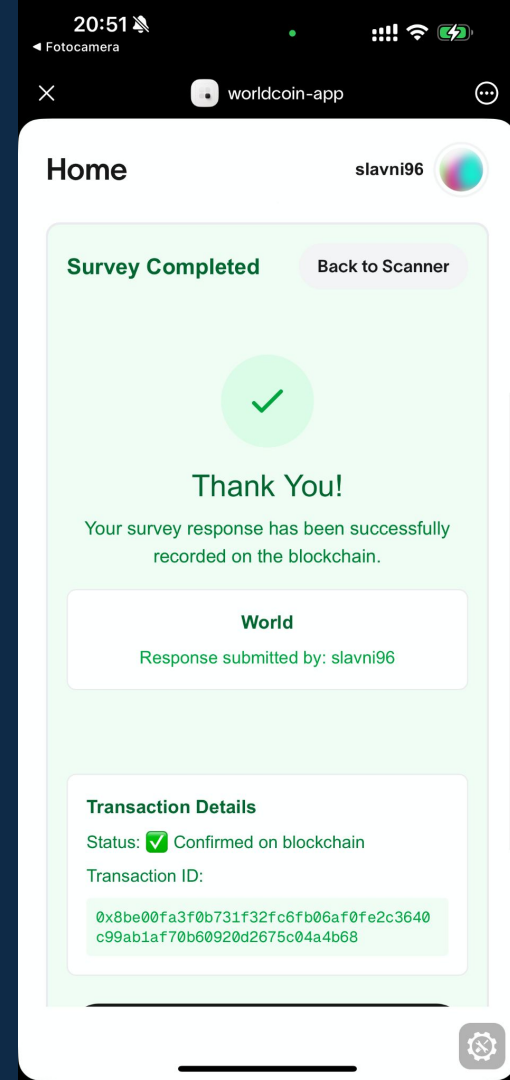 20:51
◀ Fotocamera
worldcoin-app
Home
slavni96
Survey Completed
Back to Scanner
Thank You!
Your survey response has been successfully
recorded on the blockchain.
World
Response submitted by: slavni96
Transaction Details
Status: ✅ Confirmed on blockchain
Transaction ID:
0x8be00fa3f0b731f32fc6fb06af0fe2c3640
c99ab1af70b60920d2675c04a4b68